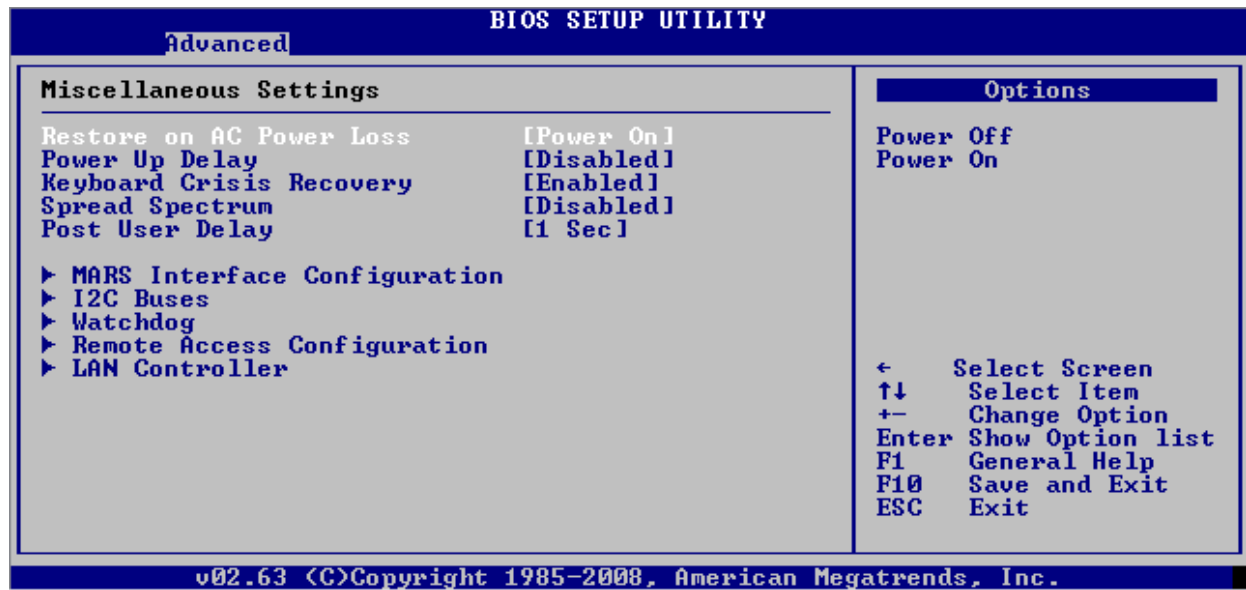 BIOS SETUP UTILITY
Advanced
Miscellaneous Settings
Restore on AC Power Loss [Power On]
Power Up Delay [Disabled]
Keyboard Crisis Recovery [Enabled]
Spread Spectrum [Disabled]
Post User Delay [1 Sec]
► MARS Interface Configuration
► I2C Buses
► Watchdog
► Remote Access Configuration
► LAN Controller
Options
Power Off
Power On
← Select Screen
↑↓ Select Item
+- Change Option
Enter Show Option list
F1 General Help
F10 Save and Exit
ESC Exit
v02.63 (C)Copyright 1985-2008, American Megatrends, Inc.